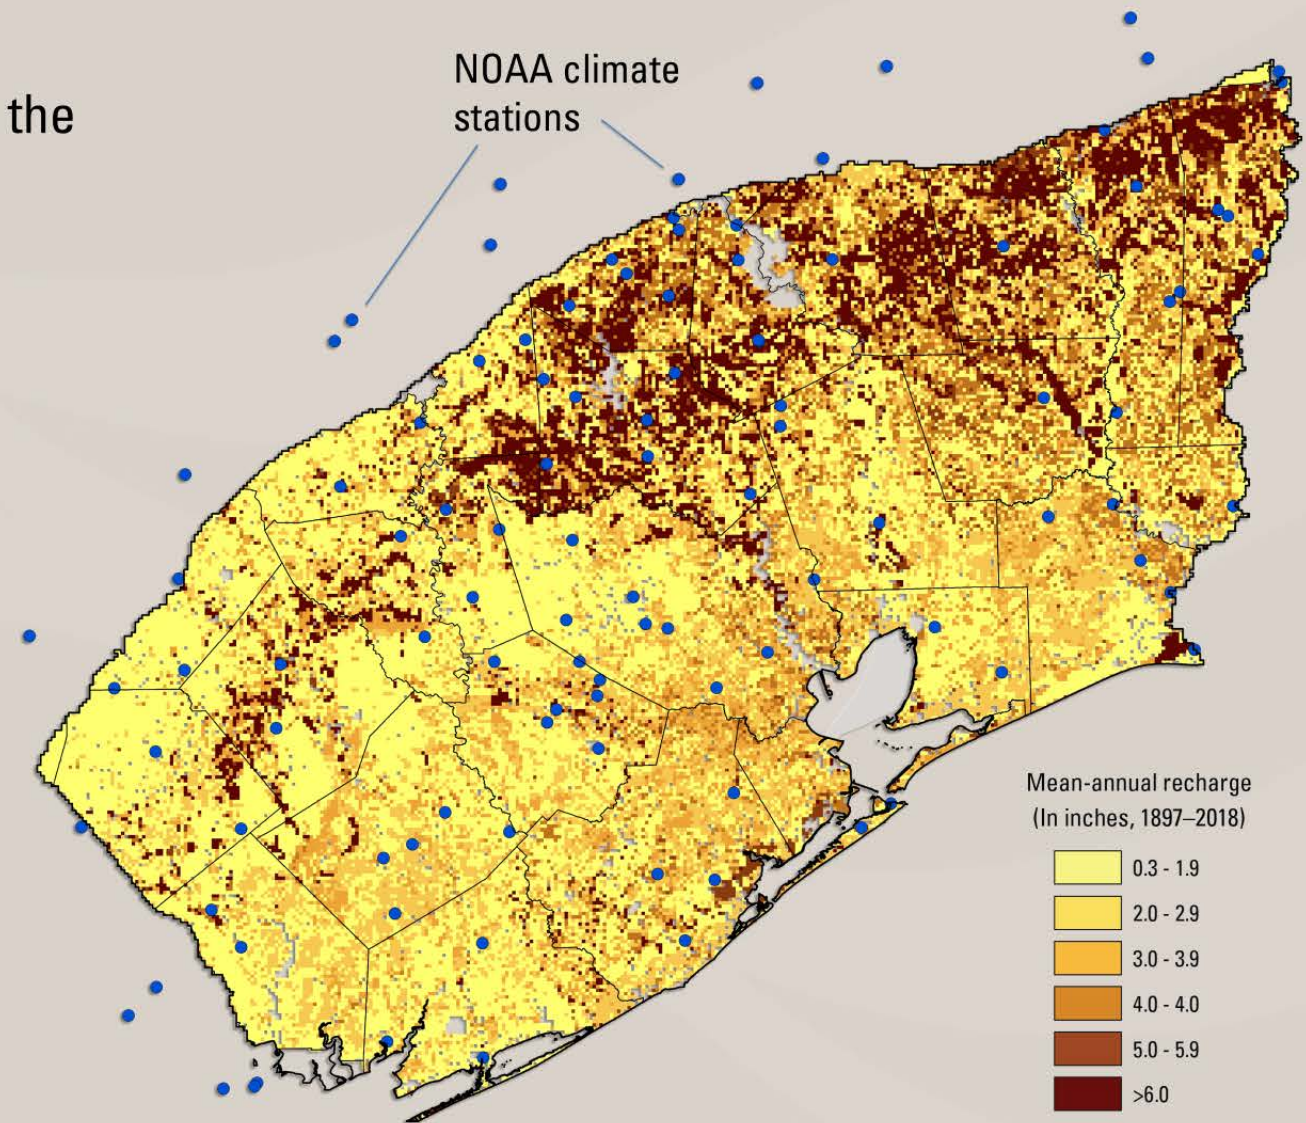 the
NOAA climate
stations
Mean-annual recharge
(In inches, 1897–2018)
0.3 - 1.9
2.0 - 2.9
3.0 - 3.9
4.0 - 4.0
5.0 - 5.9
>6.0